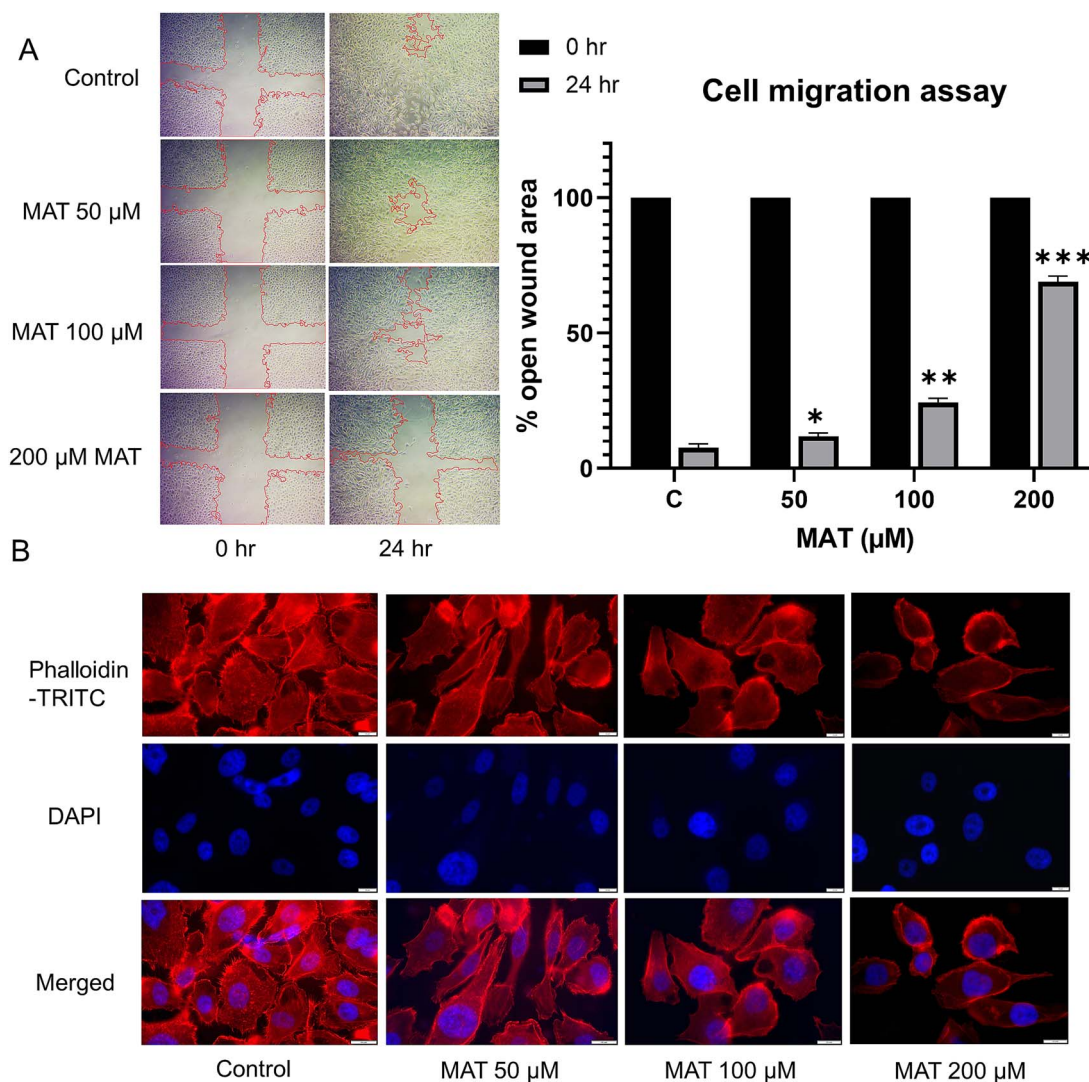 A
Control
MAT 50 µM
MAT 100 µM
200 µM MAT
0 hr
24 hr
0 hr
24 hr
Cell migration assay
% open wound area
100
50
0
*
**
***
C
50
100
200
MAT (µM)
B
Phalloidin
-TRITC
DAPI
Merged
Control
MAT 50 µM
MAT 100 µM
MAT 200 µM